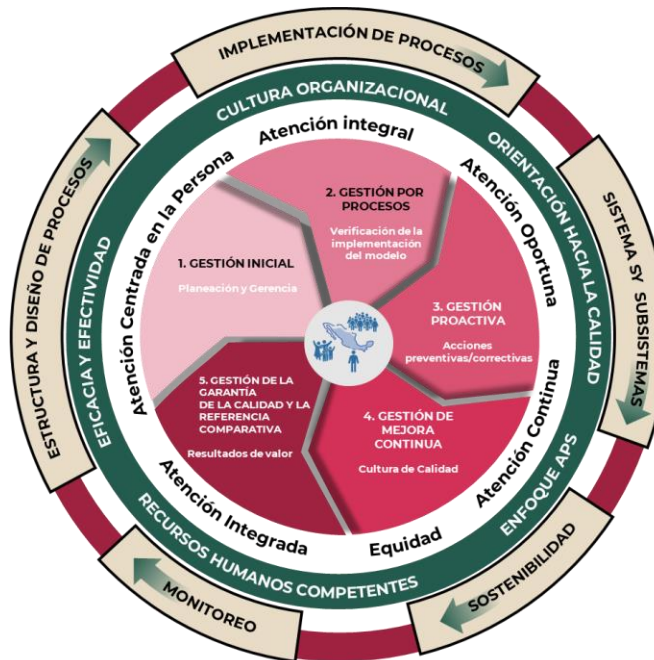 IMPLEMENTACIÓN DE PROCESOS
SISTEMA SY SUBSISTEMAS
SOSTENIBILIDAD
MONITOREO
ESTRUCTURA Y DISEÑO DE PROCESOS
CULTURA ORGANIZACIONAL
ORIENTACIÓN HACIA LA CALIDAD
ENFOQUE APS
RECURSOS HUMANOS COMPETENTES
EFICACIA Y EFECTIVIDAD
Atención integral
Atención Oportuna
Atención Continua
Equidad
Atención Integrada
Atención Centrada en la Persona
1. GESTIÓN INICIAL
Planeación y Gerencia
2. GESTIÓN POR
PROCESOS
Verificación de la
implementación
del modelo
3. GESTIÓN
PROACTIVA
Acciones
preventivas/correctivas
4. GESTIÓN DE
MEJORA
CONTINUA
Cultura de Calidad
5. GESTIÓN DE LA
GARANTÍA
DE LA CALIDAD Y LA
REFERENCIA
COMPARATIVA
Resultados de valor